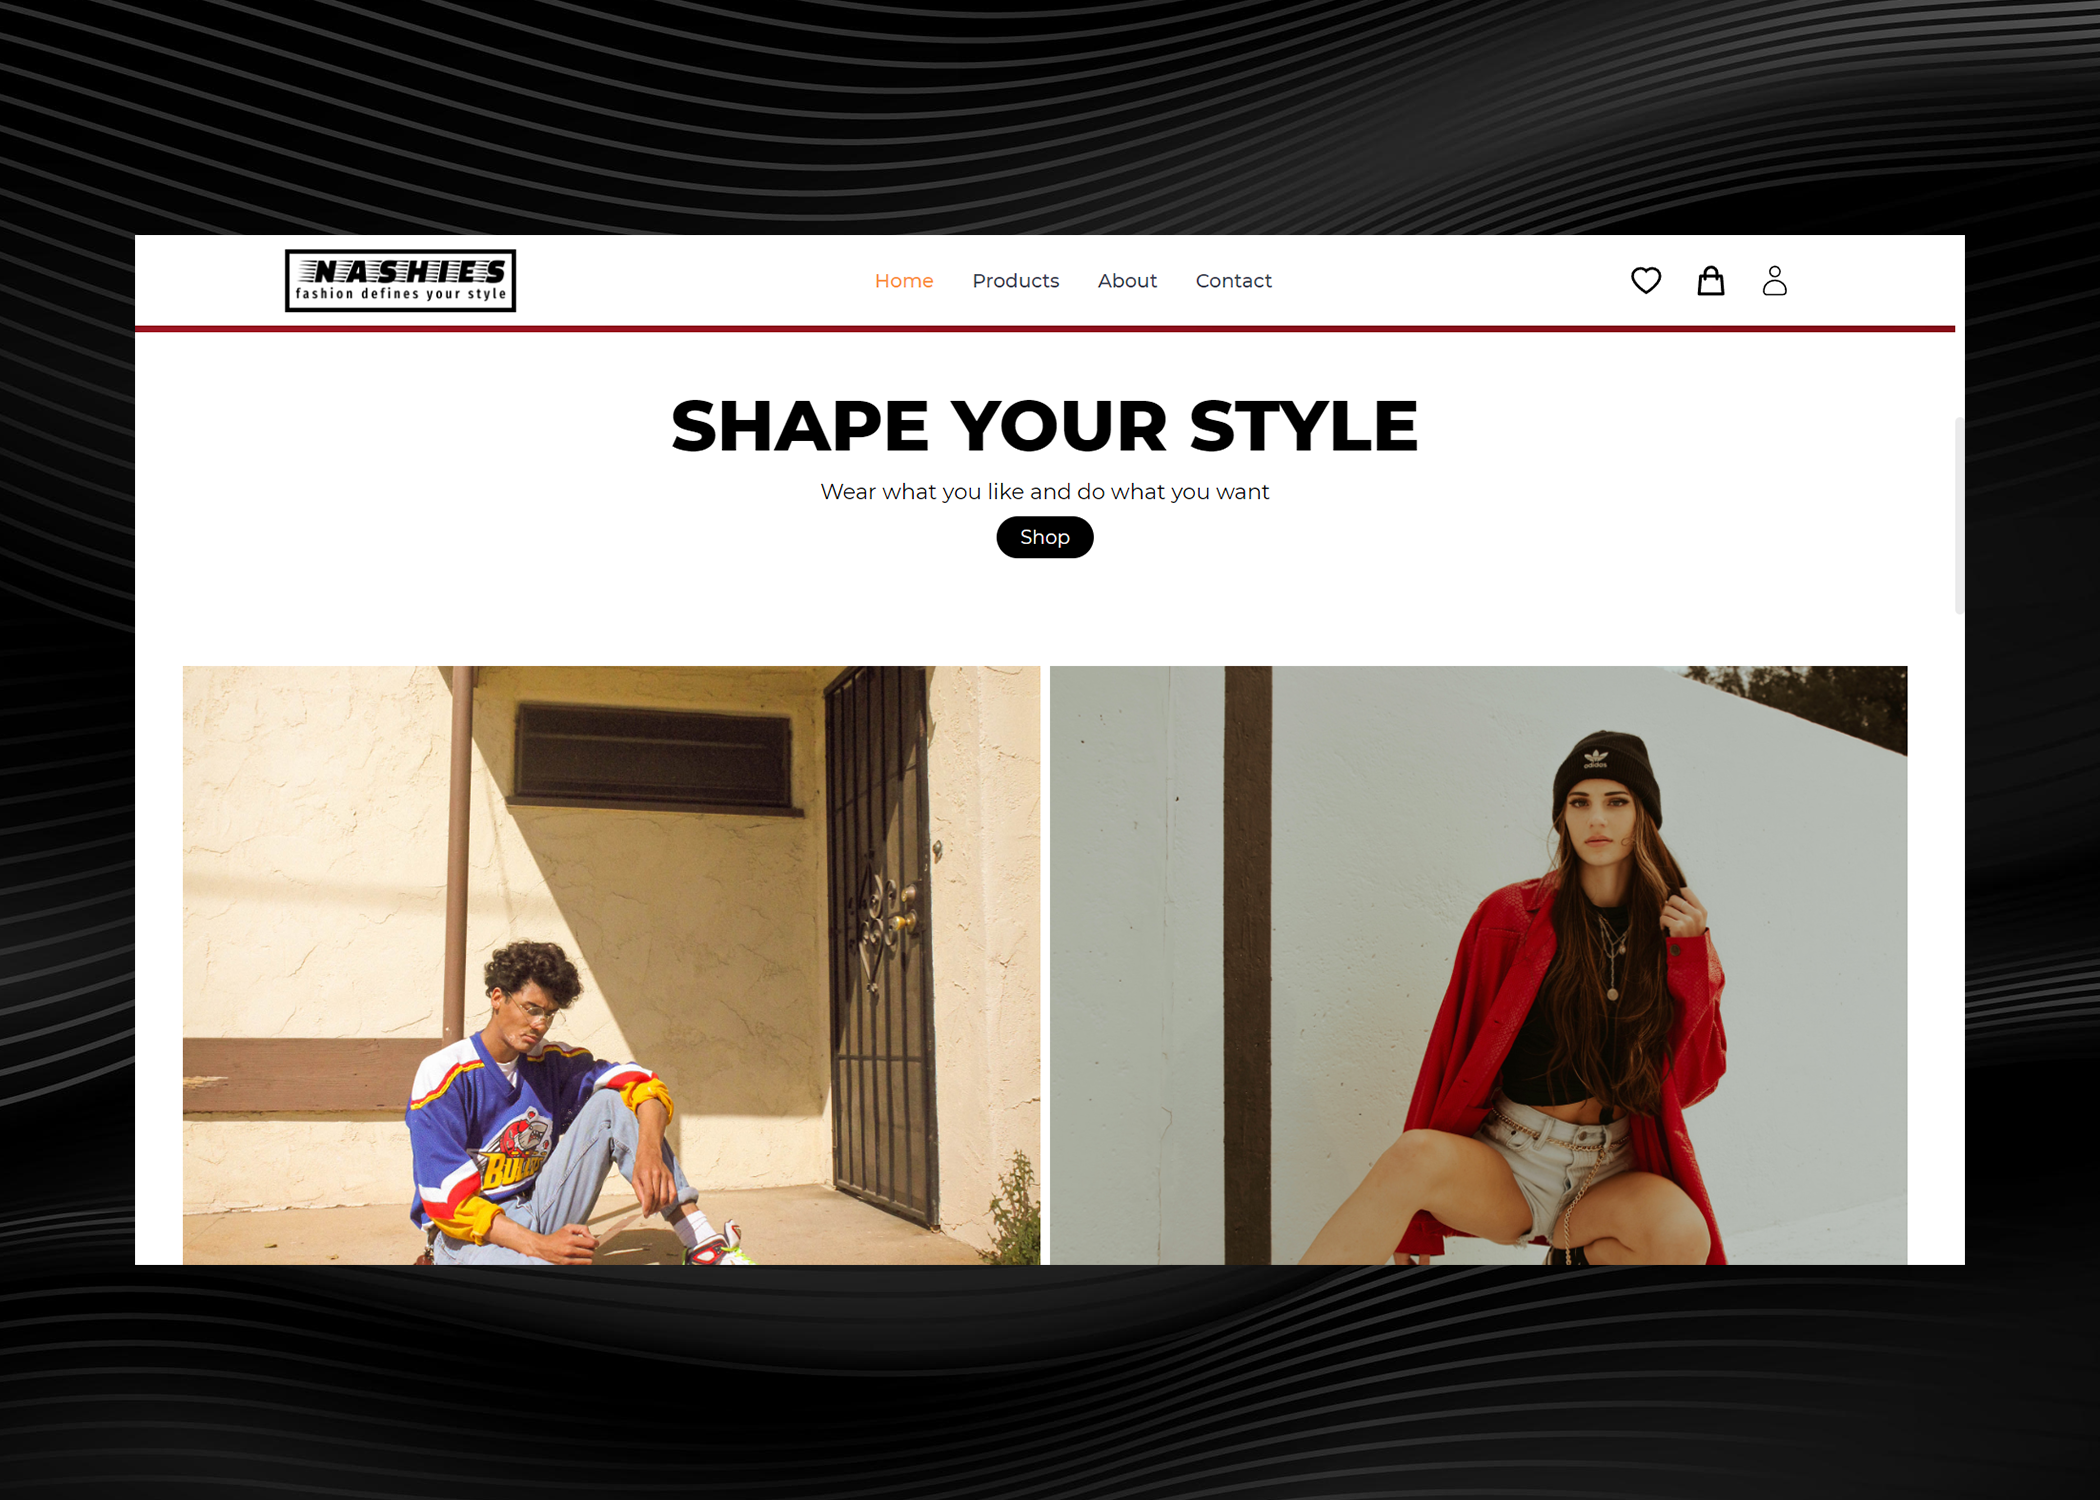 NASHIES
fashion defines your style
Home Products About Contact
SHAPE YOUR STYLE
Wear what you like and do what you want
Shop
adidas